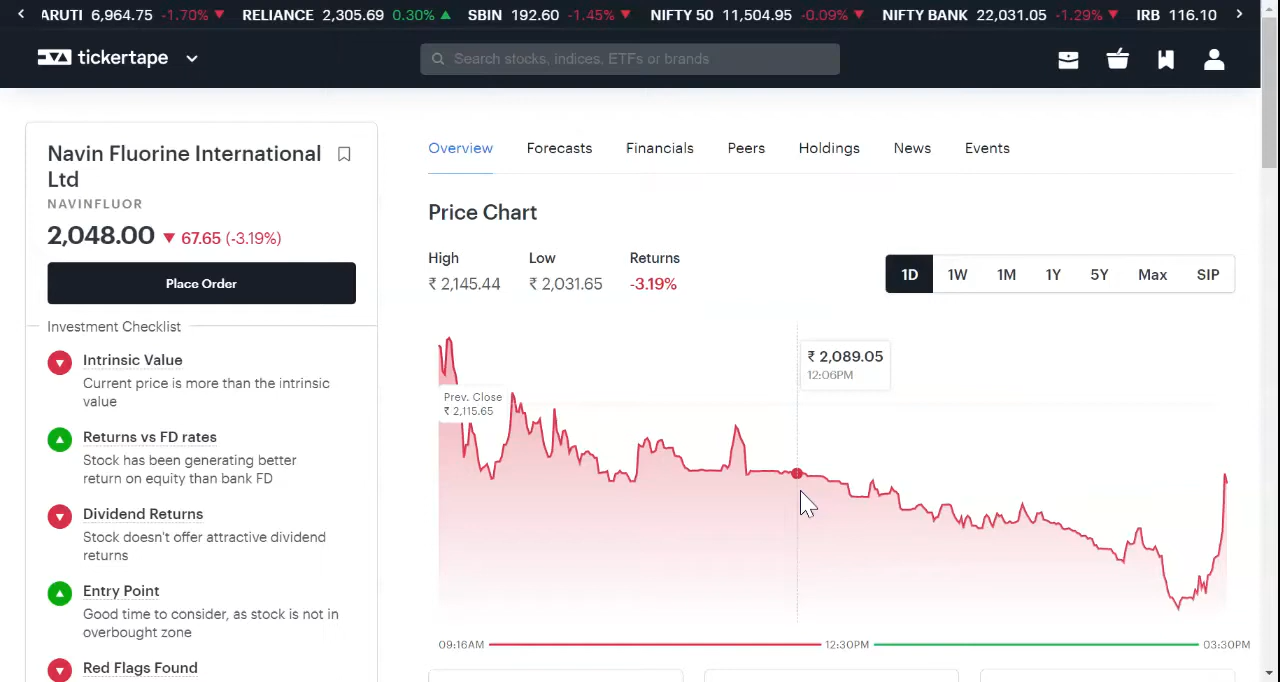 ARUTI 6,964.75 -1.70% ▼ RELIANCE 2,305.69 0.30% ▲ SBIN 192.60 -1.45% ▼ NIFTY 50 11,504.95 -0.09% ▼ NIFTY BANK 22,031.05 -1.29% ▼ IRB 116.10
tickertape
Search stocks, indices, ETFs or brands
Navin Fluorine International
Ltd
NAVINFLUOR
2,048.00 ▼ 67.65 (-3.19%)
Place Order
Investment Checklist
Intrinsic Value
Current price is more than the intrinsic
value
Returns vs FD rates
Stock has been generating better
return on equity than bank FD
Dividend Returns
Stock doesn't offer attractive dividend
returns
Entry Point
Good time to consider, as stock is not in
overbought zone
Red Flags Found
Overview Forecasts Financials Peers Holdings News Events
Price Chart
High Low Returns
₹ 2,145.44 ₹ 2,031.65 -3.19%
1D 1W 1M 1Y 5Y Max SIP
₹ 2,089.05
12:06PM
Prev. Close
₹ 2,115.65
09:16AM 12:30PM 03:30PM